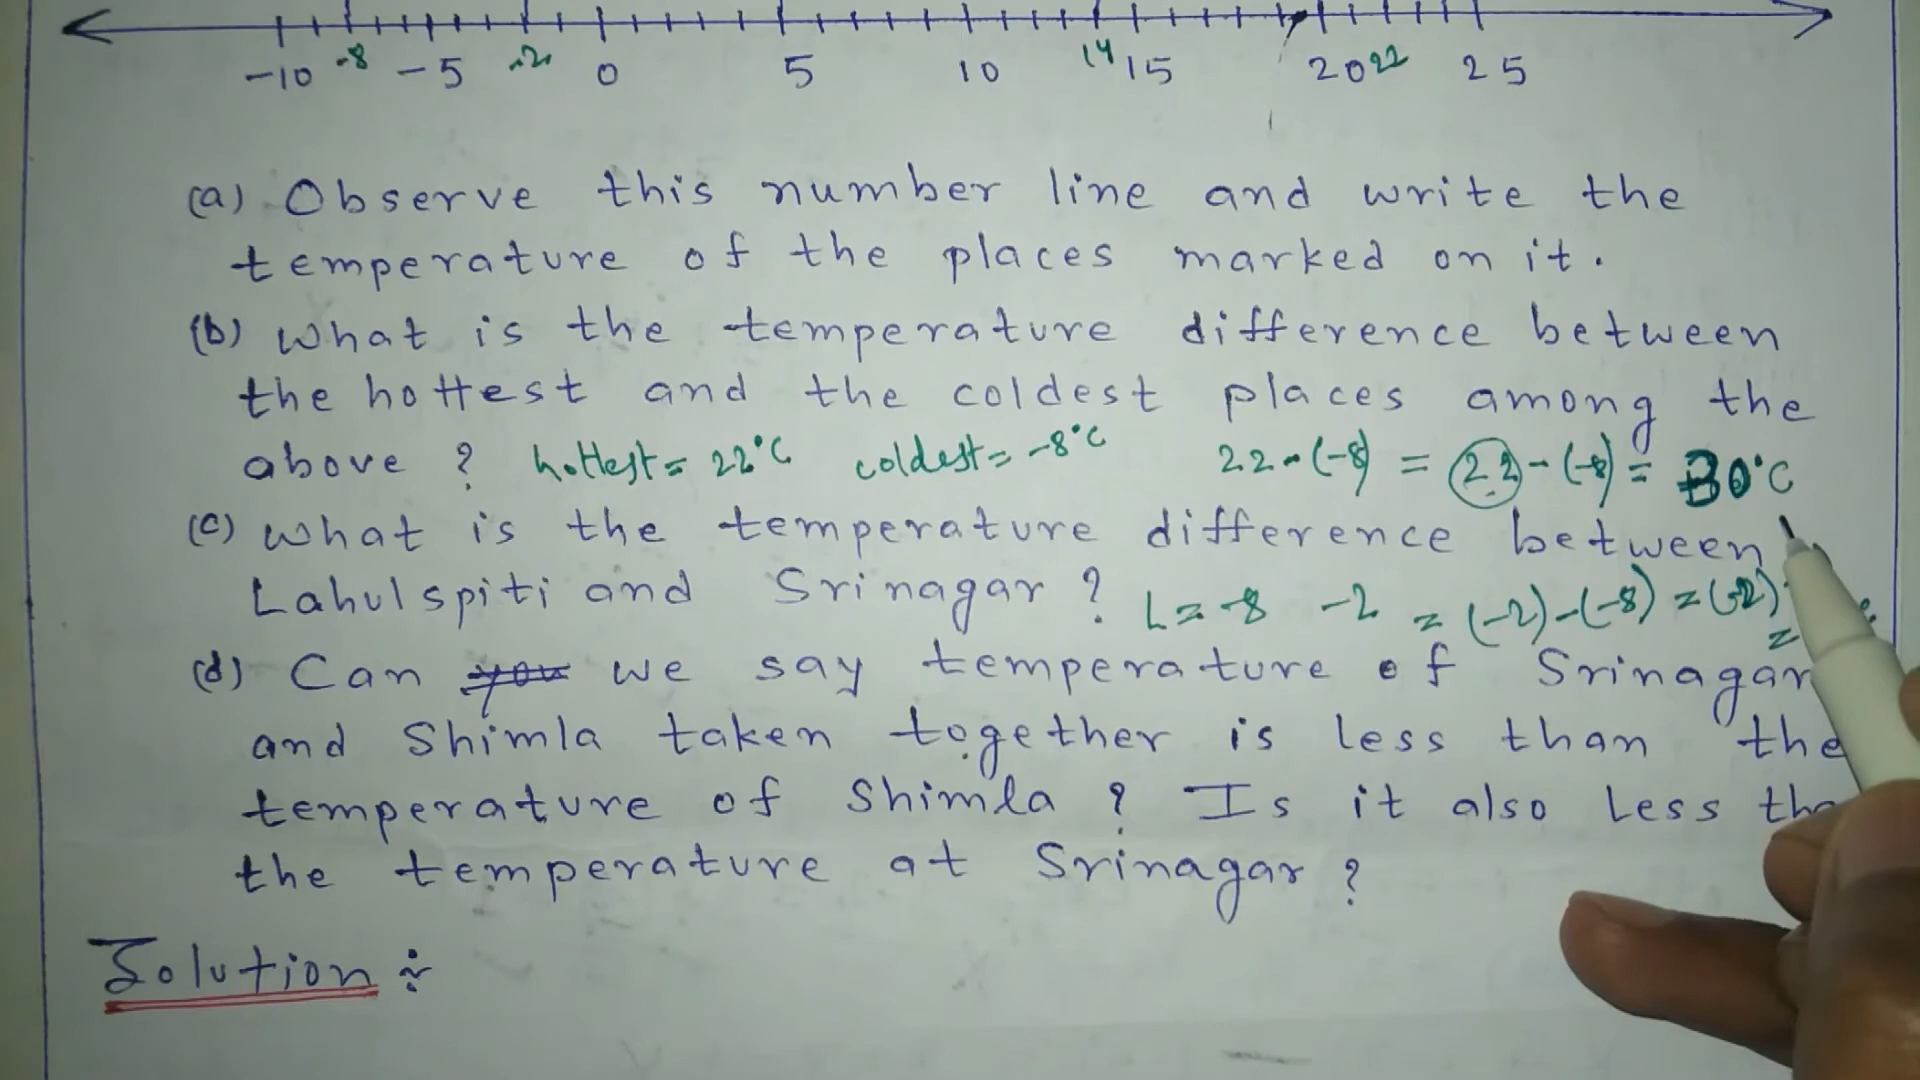 -10 -8 -5 -2 0 5 10 14 15 20 22 25
(a) Observe this number line and write the
temperature of the places marked on it.
(b) What is the temperature difference between
the hottest and the coldest places among the
above ? hottest = 22°C coldest = -8°C 22-(-8) = 22-(-8) = 30°C
(c) What is the temperature difference between
Lahulspiti and Srinagar ? L = -8 -2 = (-2)-(-8) = (-2)
=
(d) Can you we say temperature of Srinagar
and Shimla taken together is less than the
temperature of Shimla ? Is it also less tha
the temperature at Srinagar ?
Solution :